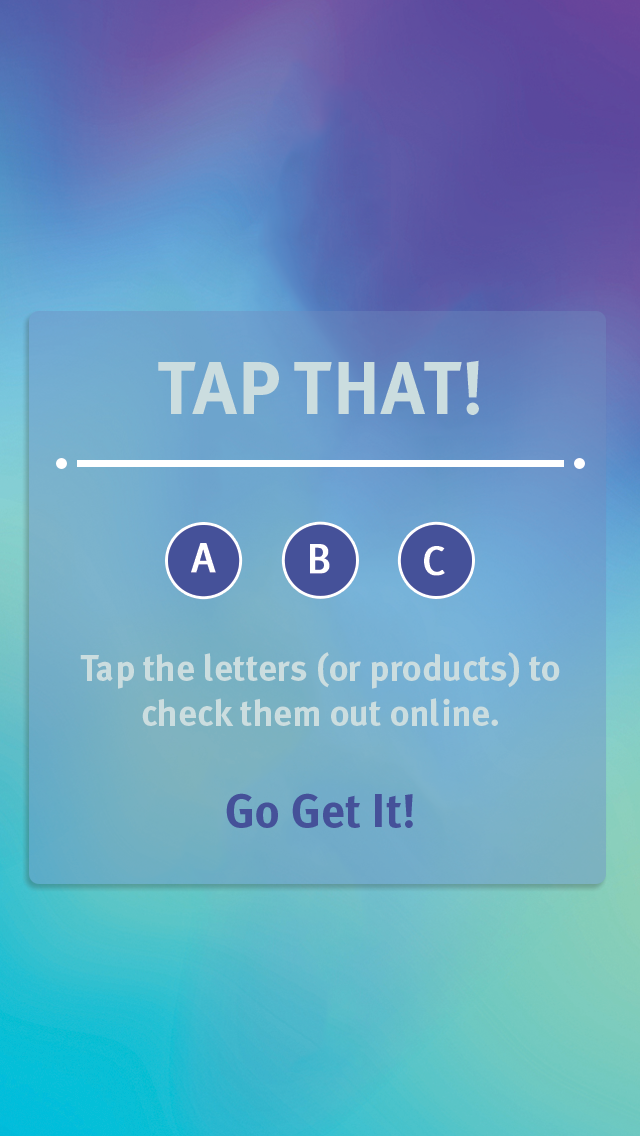 TAP THAT!
A B C
Tap the letters (or products) to
check them out online.
Go Get It!